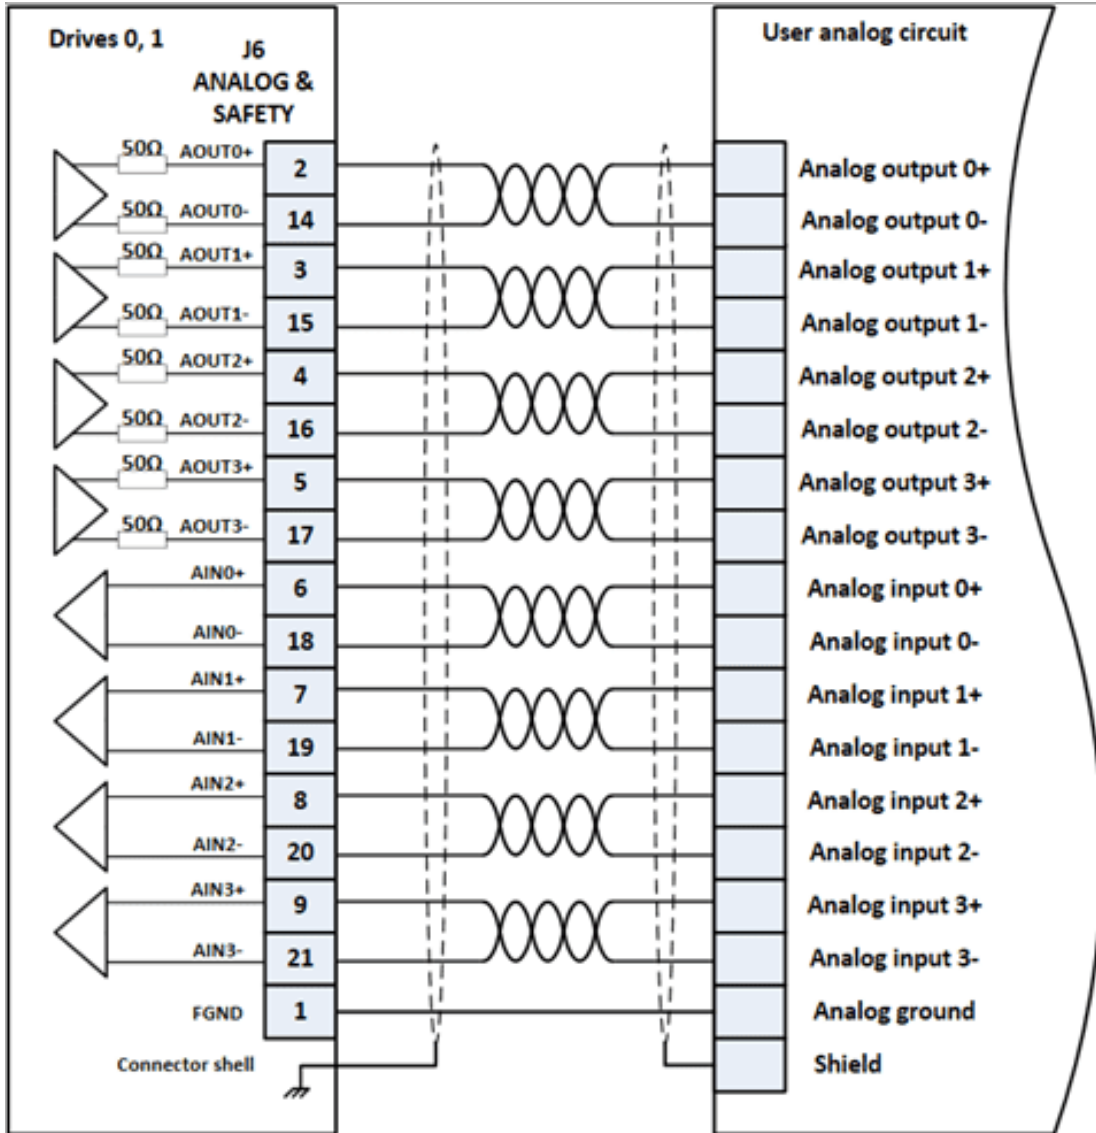 Drives 0, 1
J6
ANALOG &
SAFETY
User analog circuit
50Ω AOUT0+ 2 Analog output 0+
50Ω AOUT0- 14 Analog output 0-
50Ω AOUT1+ 3 Analog output 1+
50Ω AOUT1- 15 Analog output 1-
50Ω AOUT2+ 4 Analog output 2+
50Ω AOUT2- 16 Analog output 2-
50Ω AOUT3+ 5 Analog output 3+
50Ω AOUT3- 17 Analog output 3-
AIN0+ 6 Analog input 0+
AIN0- 18 Analog input 0-
AIN1+ 7 Analog input 1+
AIN1- 19 Analog input 1-
AIN2+ 8 Analog input 2+
AIN2- 20 Analog input 2-
AIN3+ 9 Analog input 3+
AIN3- 21 Analog input 3-
FGND 1 Analog ground
Connector shell Shield